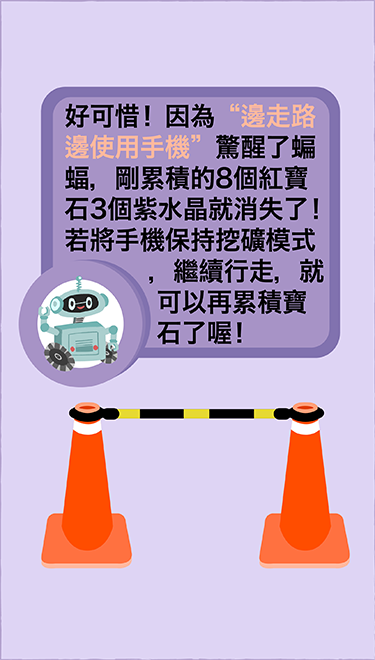 好可惜！因為“邊走路
邊使用手機”驚醒了蝙
蝠，剛累積的8個紅寶
石3個紫水晶就消失了！
若將手機保持挖礦模式
，繼續行走，就
可以再累積寶
石了喔！